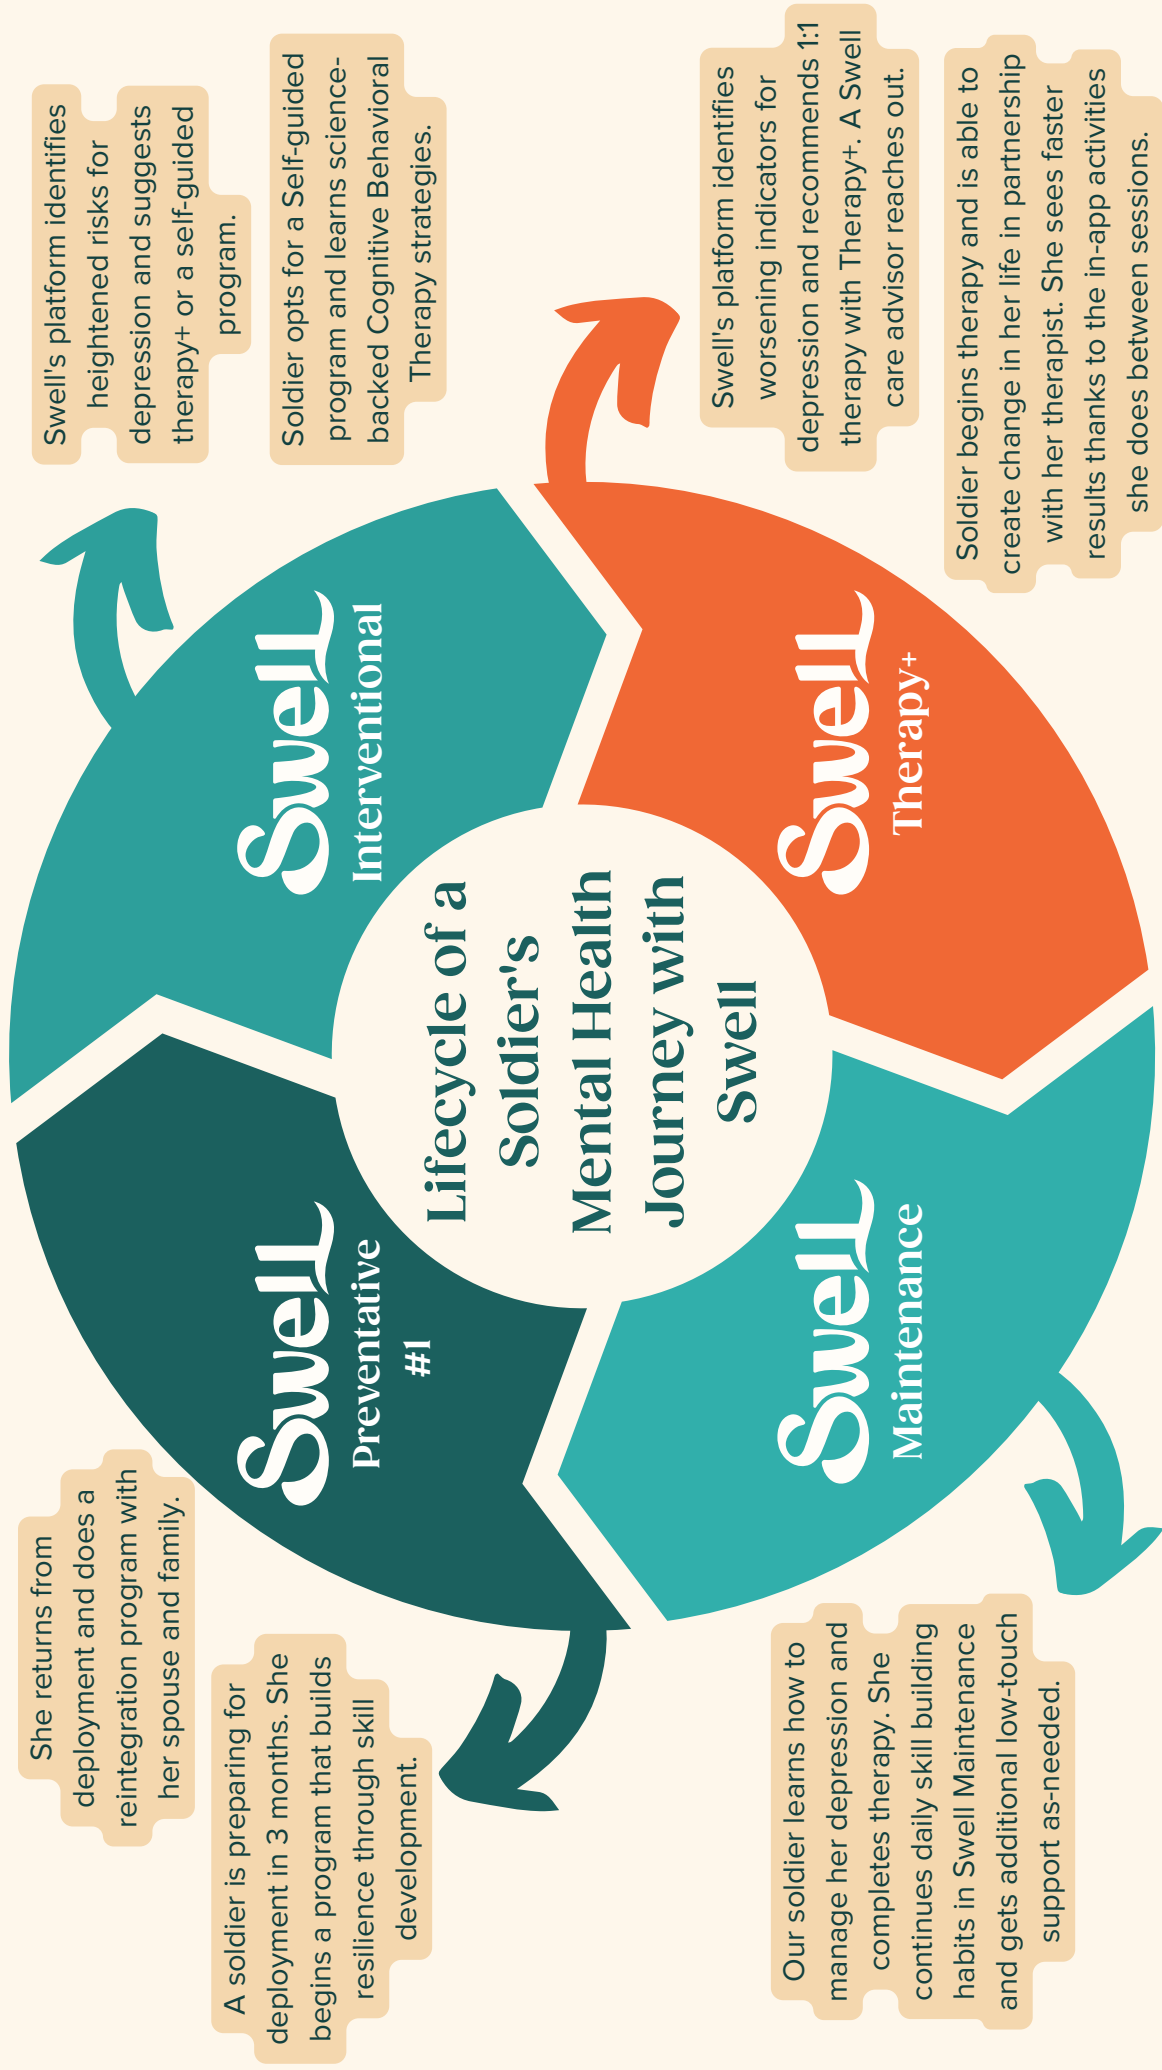 She returns from
deployment and does a
reintegration program with
her spouse and family.
A soldier is preparing for
deployment in 3 months. She
begins a program that builds
resilience through skill
development.
Swell
Preventative
#1
Swell's platform identifies
heightened risks for
depression and suggests
therapy+ or a self-guided
program.
Soldier opts for a Self-guided
program and learns science-
backed Cognitive Behavioral
Therapy strategies.
Swell
Interventional
Lifecycle of a
Soldier's
Mental Health
Journey with
Swell
Swell's platform identifies
worsening indicators for
depression and recommends 1:1
therapy with Therapy+. A Swell
care advisor reaches out.
Soldier begins therapy and is able to
create change in her life in partnership
with her therapist. She sees faster
results thanks to the in-app activities
she does between sessions.
Swell
Therapy+
Swell
Maintenance
Our soldier learns how to
manage her depression and
completes therapy. She
continues daily skill building
habits in Swell Maintenance
and gets additional low-touch
support as-needed.